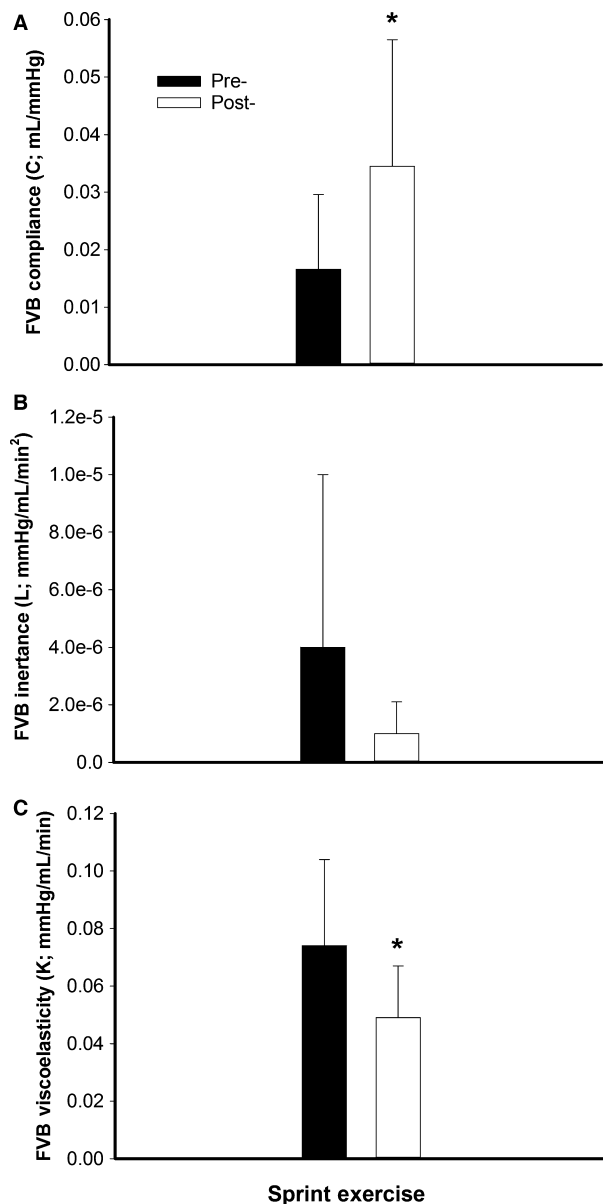 A
FVB compliance (C; mL/mmHg)
0.06
0.05
0.04
0.03
0.02
0.01
0.00
Pre-
Post-
*
B
FVB inertance (L; mmHg/mL/min²)
1.2e-5
1.0e-5
8.0e-6
6.0e-6
4.0e-6
2.0e-6
0.0
C
FVB viscoelasticity (K; mmHg/mL/min)
0.12
0.10
0.08
0.06
0.04
0.02
0.00
*
Sprint exercise